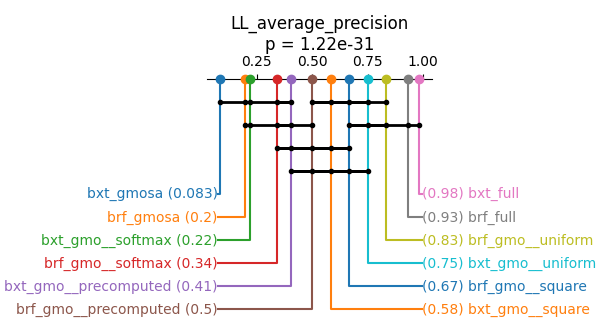 LL_average_precision
p = 1.22e-31
0.25 0.50 0.75 1.00
bxt_gmosa (0.083) (0.98) bxt_full
brf_gmosa (0.2) (0.93) brf_full
bxt_gmo__softmax (0.22) (0.83) brf_gmo__uniform
brf_gmo__softmax (0.34) (0.75) bxt_gmo__uniform
bxt_gmo__precomputed (0.41) (0.67) brf_gmo__square
brf_gmo__precomputed (0.5) (0.58) bxt_gmo__square